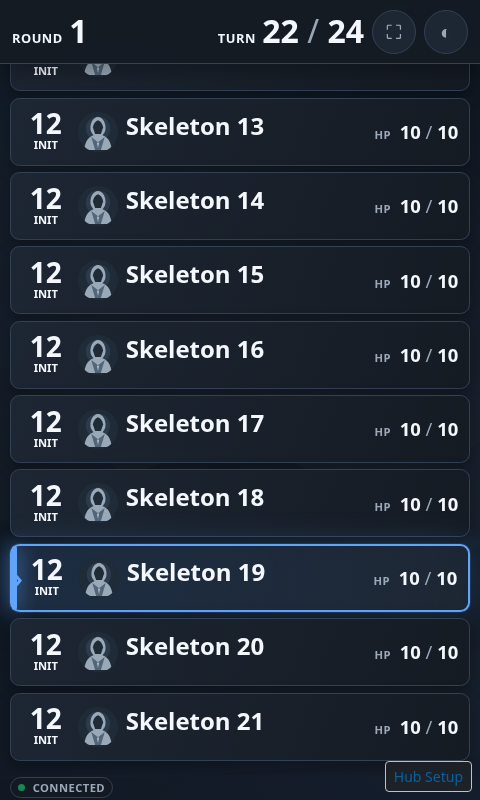 ROUND 1 TURN 22 / 24
INIT
12 INIT Skeleton 13 HP 10 / 10
12 INIT Skeleton 14 HP 10 / 10
12 INIT Skeleton 15 HP 10 / 10
12 INIT Skeleton 16 HP 10 / 10
12 INIT Skeleton 17 HP 10 / 10
12 INIT Skeleton 18 HP 10 / 10
12 INIT Skeleton 19 HP 10 / 10
12 INIT Skeleton 20 HP 10 / 10
12 INIT Skeleton 21 HP 10 / 10
Hub Setup
CONNECTED